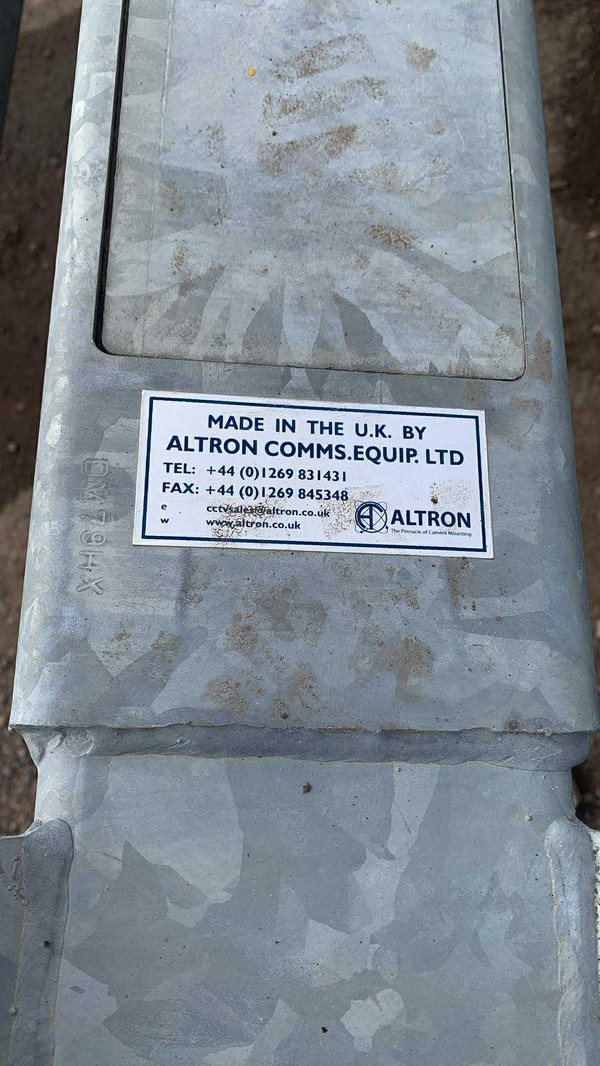 MADE IN THE U.K. BY
ALTRON COMMS.EQUIP. LTD
TEL: +44 (0)1269 831431
FAX: +44 (0)1269 845348
e cctvsales@altron.co.uk
w www.altron.co.uk
ALTRON
The Pinnacle of Camera Mounting